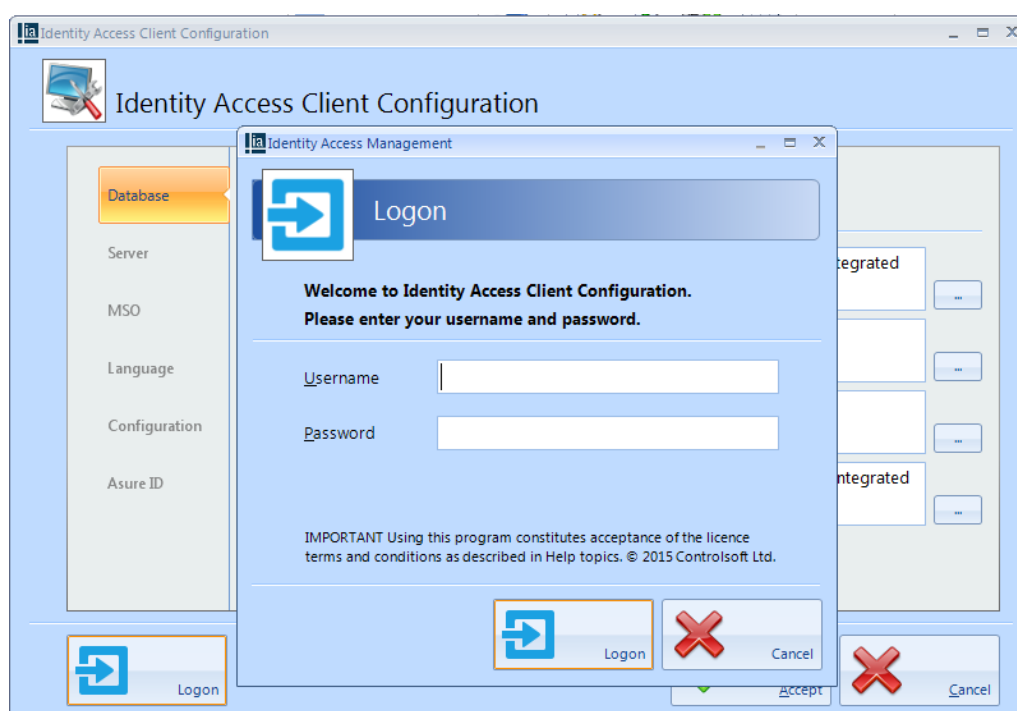 Identity Access Client Configuration
Identity Access Client Configuration
Identity Access Management
Logon
Welcome to Identity Access Client Configuration.
Please enter your username and password.
Username
Password
IMPORTANT Using this program constitutes acceptance of the licence
terms and conditions as described in Help topics. © 2015 Controlsoft Ltd.
Logon
Cancel
Database
Server
MSO
Language
Configuration
Asure ID
tegrated
...
...
...
ntegrated
...
Logon
Accept
Cancel